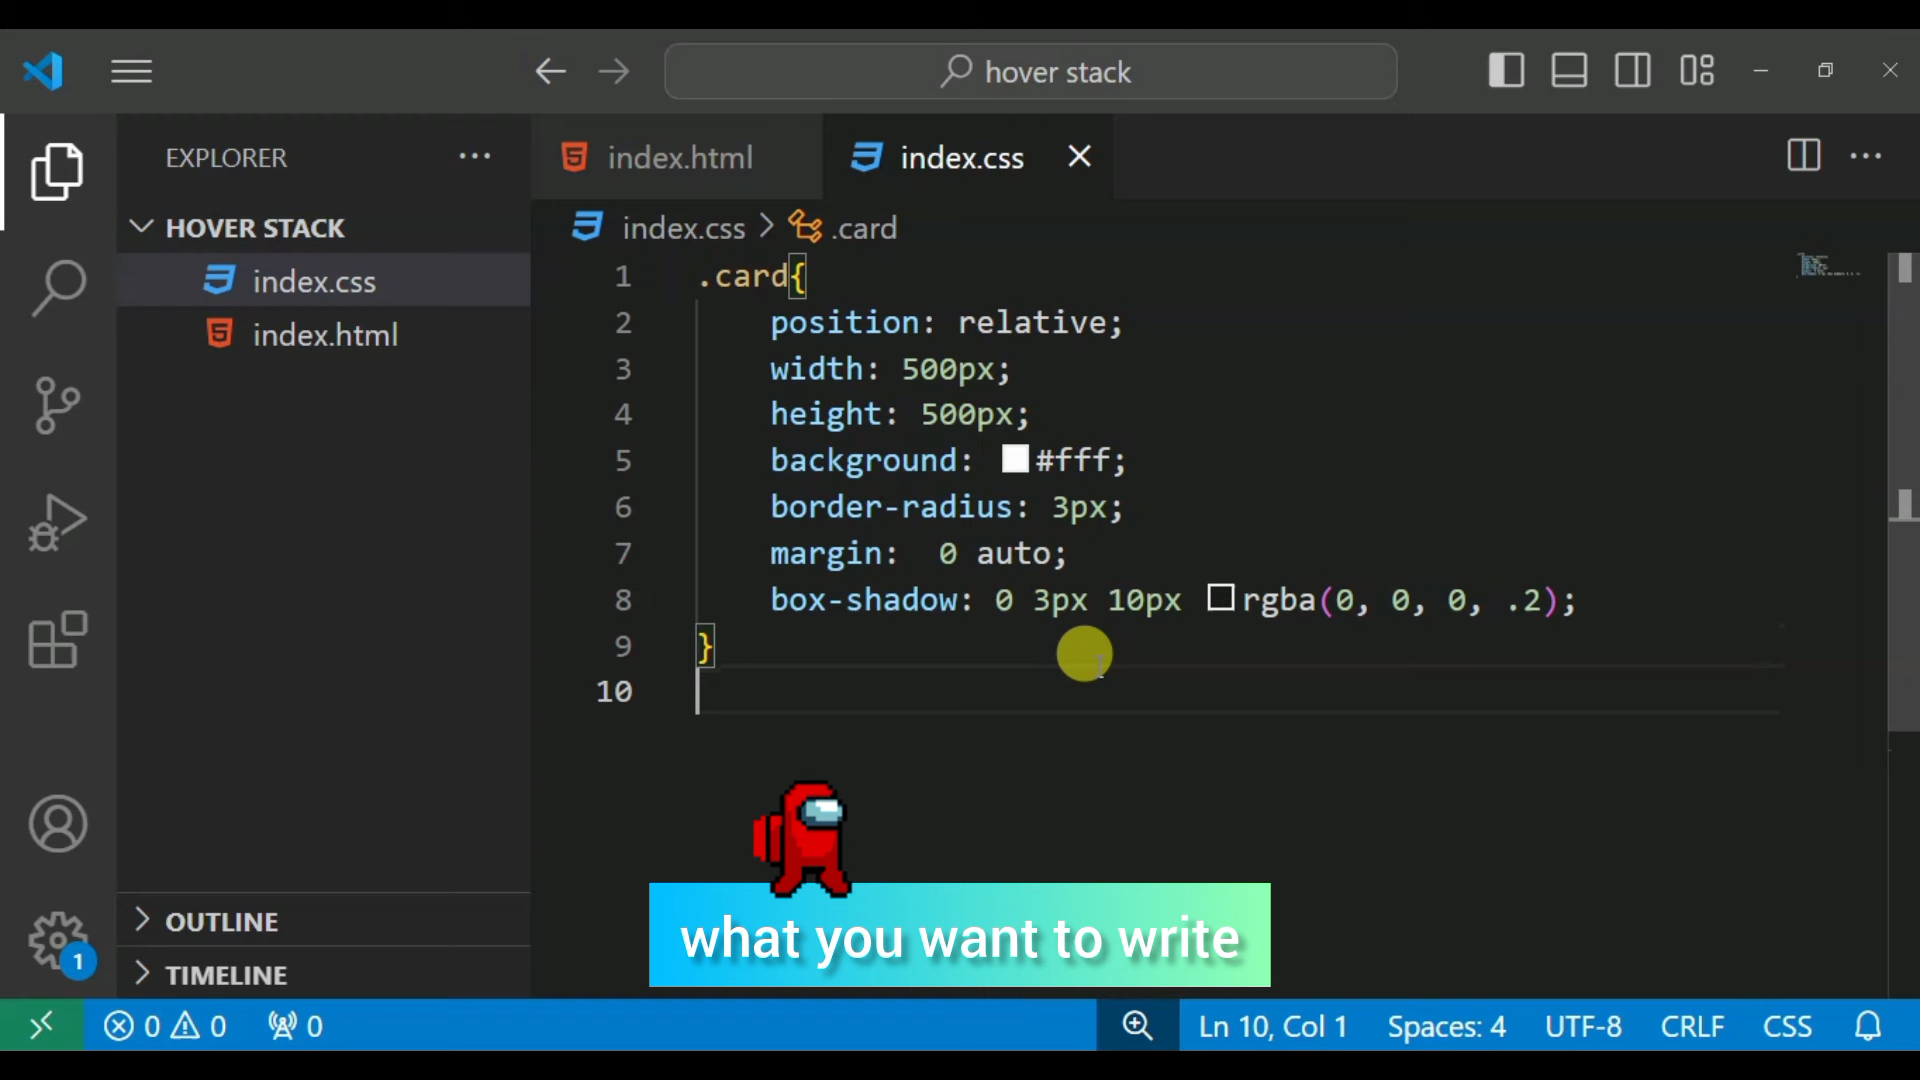 hover stack
EXPLORER
HOVER STACK
index.css
index.html
OUTLINE
TIMELINE
index.html
index.css
index.css > .card
1 .card{
2 position: relative;
3 width: 500px;
4 height: 500px;
5 background: #fff;
6 border-radius: 3px;
7 margin:  0 auto;
8 box-shadow: 0 3px 10px rgba(0, 0, 0, .2);
9 }
10
what you want to write
1
0 0 0
Ln 10, Col 1 Spaces: 4 UTF-8 CRLF CSS